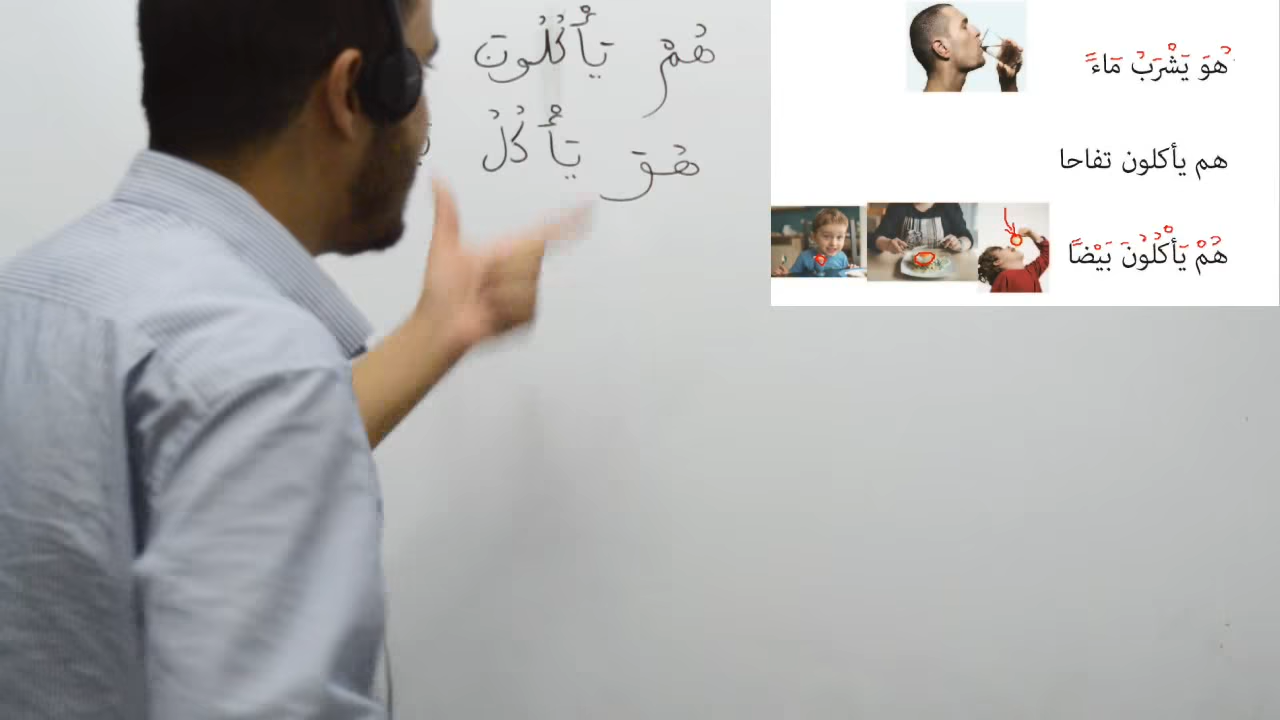 هُمْ يَأْكُلُونَ
هُوَ يَأْكُلُ
هُوَ يَشْرَبُ مَاءً
هم يأكلون تفاحا
هُمْ يَأْكُلُونَ بَيْضًا